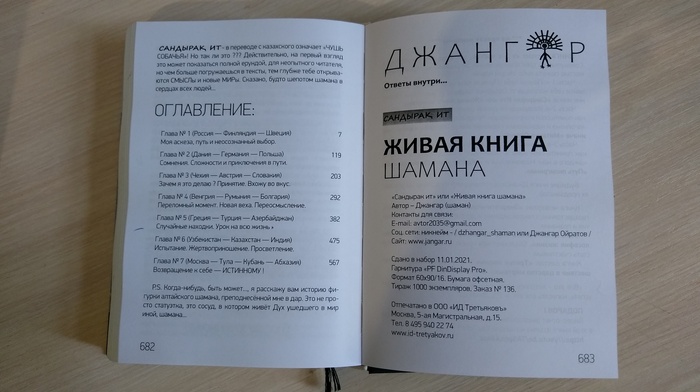 САНДЫРАҚ, ИТ - в переводе с казахского означает «ЧУШЬ
СОБАЧЬЯ»! Но так ли это ??? Действительно, на первый взгляд
это может показаться полной ерундой, для неопытного читателя,
но чем больше погружаешься в тексты, тем глубже тебе открыва-
ются СМЫСЛы и новые МИРы. Сказано, будто шепотом шамана в
сердцах всех людей...
ОГЛАВЛЕНИЕ:
Глава № 1 (Россия — Финляндия — Швеция) 7
Моя аскеза, путь и неосознанный выбор.
Глава № 2 (Дания — Германия — Польша) 119
Сомнения. Сложности и приключения в пути.
Глава № 3 (Чехия — Австрия — Словакия) 203
Зачем я это делаю ? Принятие. Вхожу во вкус.
Глава № 4 (Венгрия — Румыния — Болгария) 292
Переломный момент. Новая веха. Переосмысление.
Глава № 5 (Греция — Турция — Азербайджан) 382
Случайные находки. Урок на всю жизнь »
Глава № 6 (Узбекистан — Казахстан — Индия) 475
Испытание. Жертвоприношение. Просветление.
Глава № 7 (Москва — Тула — Кубань — Абхазия) 567
Возвращение к себе — ИСТИННОМУ !
P.S. Когда-нибудь, быть может..., я расскажу вам историю фи-
гурки алтайского шамана, преподнесённой мне в дар. Это не про-
сто статуэтка, это сосуд, в котором живёт Дух ушедшего в мир
иной, шамана...
682
ДЖАНГАР
Ответы внутри...
САНДЫРАҚ, ИТ
ЖИВАЯ КНИГА
ШАМАНА
«Сандырак ит» или «Живая книга шамана»
Автор – Джангар (шаман)
Контакты для связи:
E-mail: avtor2035@gmail.com
Соц. сети: никнейм - / dzhangar_shaman или Джангар Ойратов /
Сайт: www.jangar.ru
Сдано в набор 11.01.2021.
Гарнитура «PF DinDisplay Pro».
Формат 60х90/16. Бумага офсетная.
Тираж 1000 экземпляров. Заказ № 136.
Отпечатано в ООО «ИД Третьяковъ»
Москва, 5-ая Магистральная, д.15.
Тел: 8 495 940 22 74
www.id-tretyakov.ru
683